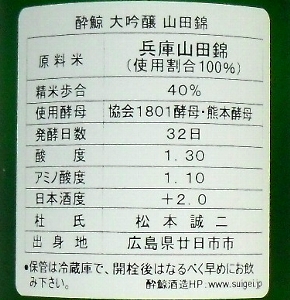 酔鯨 大吟醸 山田錦
原料米 兵庫山田錦
(使用割合100%)
精米歩合 40%
使用酵母 協会1801酵母・熊本酵母
発酵日数 32日
酸度 1.30
アミノ酸度 1.10
日本酒度 +2.0
杜氏 松本誠二
出身地 広島県廿日市市
●保管は冷蔵庫で、開栓後はなるべく早めにお飲
み下さい。 酔鯨酒造HP.www.suigei.jp